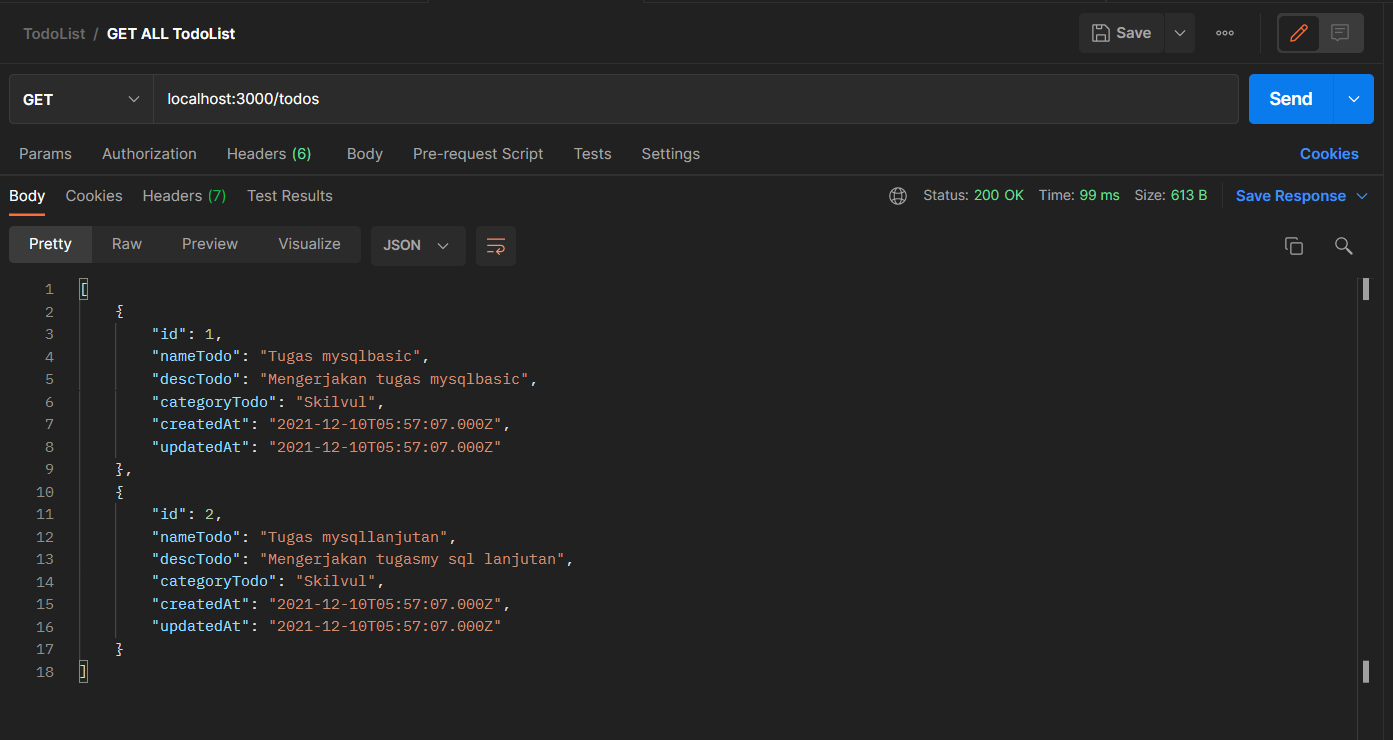 TodoList / GET ALL TodoList Save
GET localhost:3000/todos Send
Params Authorization Headers (6) Body Pre-request Script Tests Settings Cookies
Body Cookies Headers (7) Test Results Status: 200 OK Time: 99 ms Size: 613 B Save Response
Pretty Raw Preview Visualize JSON
1 [
2 {
3 "id": 1,
4 "nameTodo": "Tugas mysqlbasic",
5 "descTodo": "Mengerjakan tugas mysqlbasic",
6 "categoryTodo": "Skilvul",
7 "createdAt": "2021-12-10T05:57:07.000Z",
8 "updatedAt": "2021-12-10T05:57:07.000Z"
9 },
10 {
11 "id": 2,
12 "nameTodo": "Tugas mysqllanjutan",
13 "descTodo": "Mengerjakan tugasmy sql lanjutan",
14 "categoryTodo": "Skilvul",
15 "createdAt": "2021-12-10T05:57:07.000Z",
16 "updatedAt": "2021-12-10T05:57:07.000Z"
17 }
18 ]